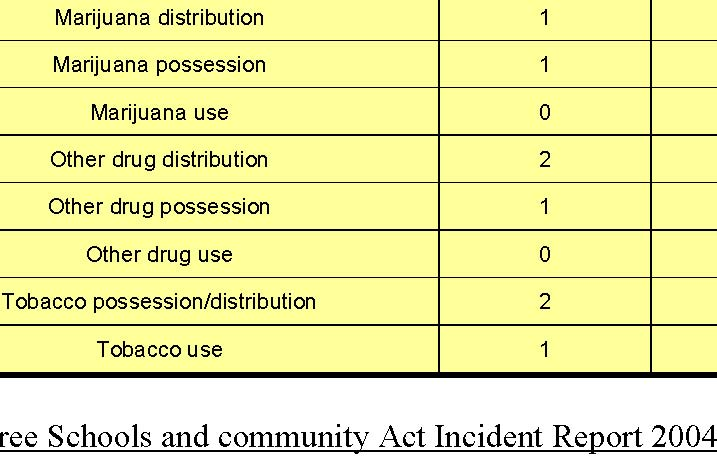 Marijuana distribution 1
Marijuana possession 1
Marijuana use 0
Other drug distribution 2
Other drug possession 1
Other drug use 0
Tobacco possession/distribution 2
Tobacco use 1
ree Schools and community Act Incident Report 2004